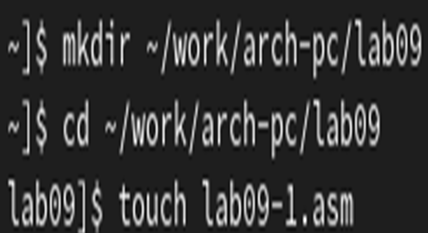 ~]$ mkdir ~/work/arch-pc/lab09
~]$ cd ~/work/arch-pc/lab09
lab09]$ touch lab09-1.asm